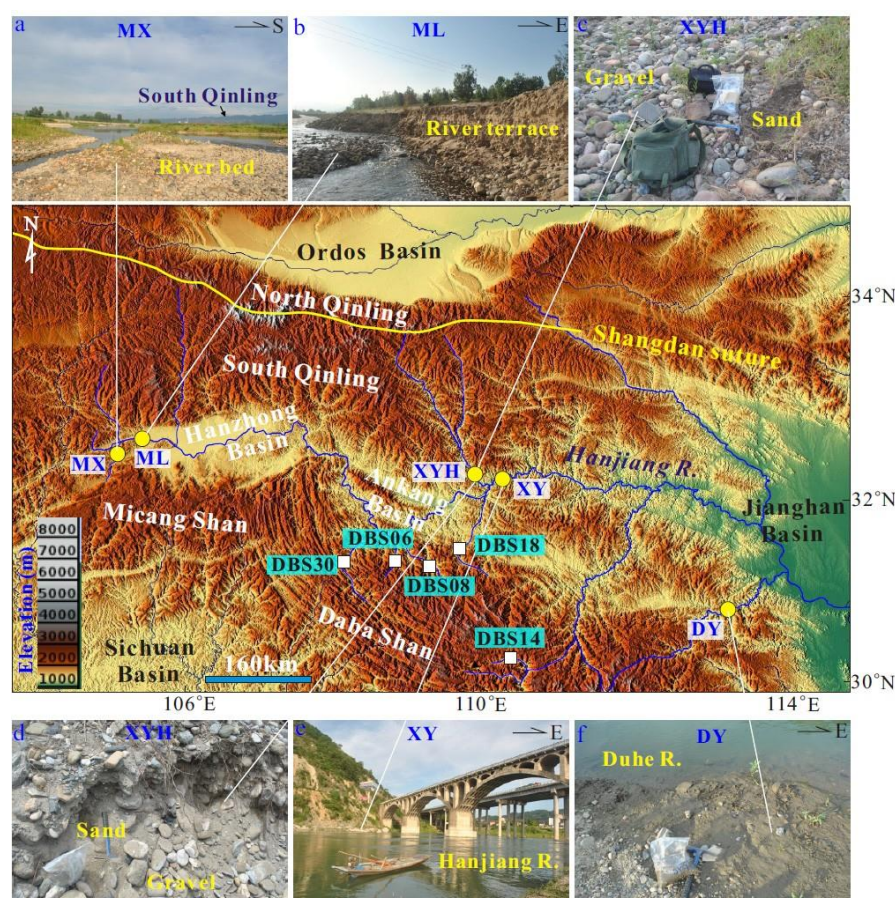 a
MX
S
South Qinling
River bed
b
ML
E
River terrace
c
XYH
Gravel
Sand
N
Ordos Basin
North Qinling
34°N
Shangdan suture
South Qinling
Hanzhong
Basin
MX
ML
XYH
XY
Hanjiang R.
32°N
Ankang
Basin
Jianghan
Basin
Micang Shan
DBS30
DBS06
DBS08
DBS18
DBS14
DY
Daba Shan
Sichuan
Basin
160km
30°N
Elevation (m)
8000
7000
6000
5000
4000
3000
2000
1000
106°E
110°E
114°E
d
XYH
Sand
Gravel
e
XY
E
Hanjiang R.
f
DY
E
Duhe R.